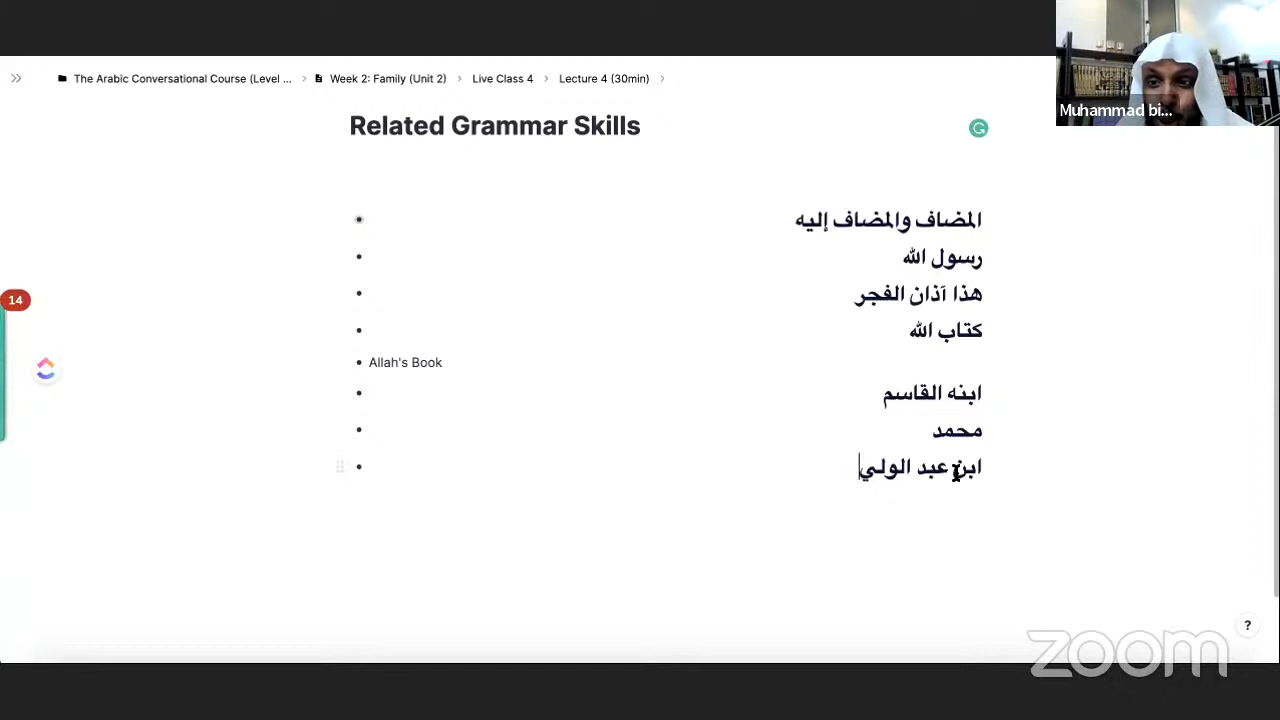 Muhammad bi...
The Arabic Conversational Course (Level ... > Week 2: Family (Unit 2) > Live Class 4 > Lecture 4 (30min) >
Related Grammar Skills
المضاف والمضاف إليه
رسول الله
هذا آذان الفجر
14
كتاب الله
Allah's Book
ابنه القاسم
محمد
ابن عبد الولي
?
zoom